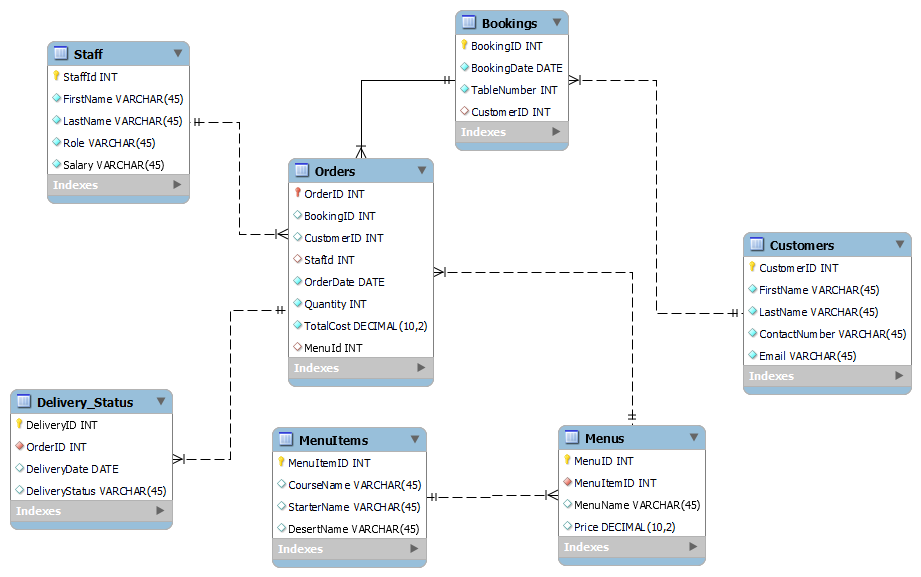 Bookings
BookingID INT
BookingDate DATE
TableNumber INT
CustomerID INT
Indexes
Staff
StaffId INT
FirstName VARCHAR(45)
LastName VARCHAR(45)
Role VARCHAR(45)
Salary VARCHAR(45)
Indexes
Orders
OrderID INT
BookingID INT
CustomerID INT
StafId INT
OrderDate DATE
Quantity INT
TotalCost DECIMAL(10,2)
MenuId INT
Indexes
Customers
CustomerID INT
FirstName VARCHAR(45)
LastName VARCHAR(45)
ContactNumber VARCHAR(45)
Email VARCHAR(45)
Indexes
Delivery_Status
DeliveryID INT
OrderID INT
DeliveryDate DATE
DeliveryStatus VARCHAR(45)
Indexes
MenuItems
MenuItemID INT
CourseName VARCHAR(45)
StarterName VARCHAR(45)
DesertName VARCHAR(45)
Indexes
Menus
MenuID INT
MenuItemID INT
MenuName VARCHAR(45)
Price DECIMAL(10,2)
Indexes